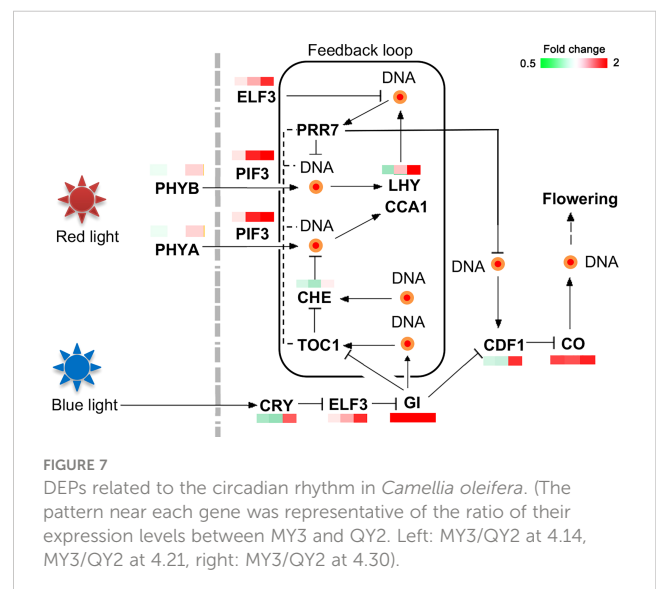 Feedback loop
Fold change
0.5
2
DNA
ELF3
PRR7
DNA
PIF3
PHYB
LHY
CCA1
Red light
PIF3
DNA
PHYA
Flowering
DNA
DNA
CHE
DNA
DNA
TOC1
CDF1
CO
Blue light
CRY
ELF3
GI
FIGURE 7
DEPs related to the circadian rhythm in Camellia oleifera. (The
pattern near each gene was representative of the ratio of their
expression levels between MY3 and QY2. Left: MY3/QY2 at 4.14,
MY3/QY2 at 4.21, right: MY3/QY2 at 4.30).